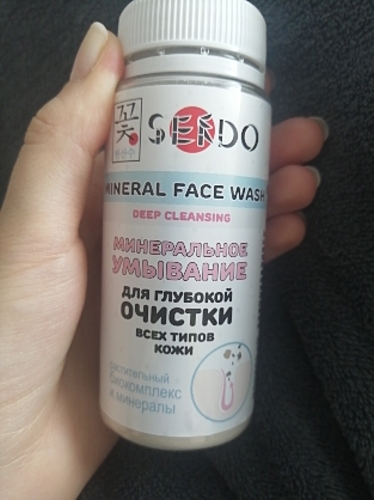 SENDO
MINERAL FACE WASH
DEEP CLEANSING
МИНЕРАЛЬНОЕ
УМЫВАНИЕ
ДЛЯ ГЛУБОКОЙ
ОЧИСТКИ
ВСЕХ ТИПОВ
КОЖИ
растительный
биокомплекс
и минералы